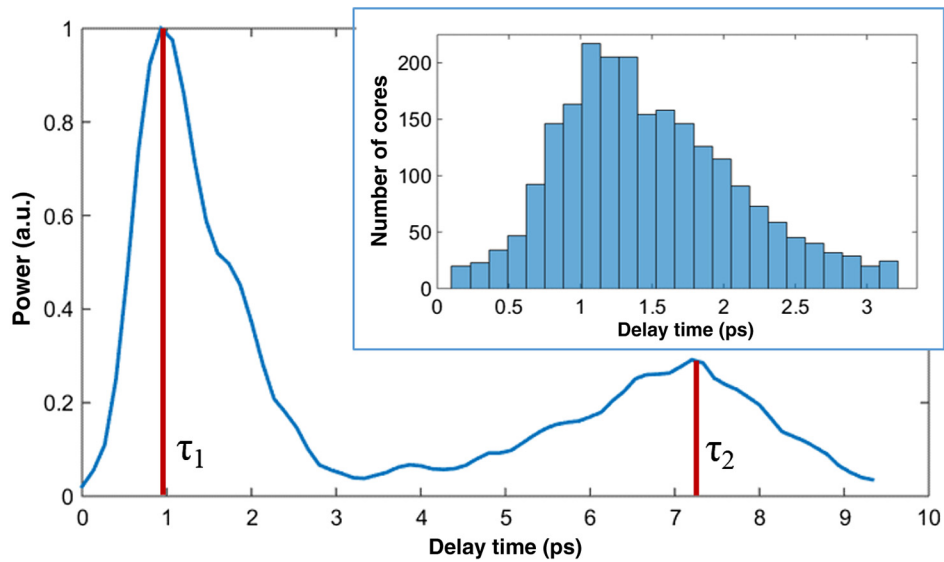 1
0.8
0.6
0.4
0.2
0
Power (a.u.)
0 1 2 3 4 5 6 7 8 9 10
Delay time (ps)
τ1
τ2
200
150
100
50
0
Number of cores
0 0.5 1 1.5 2 2.5 3
Delay time (ps)